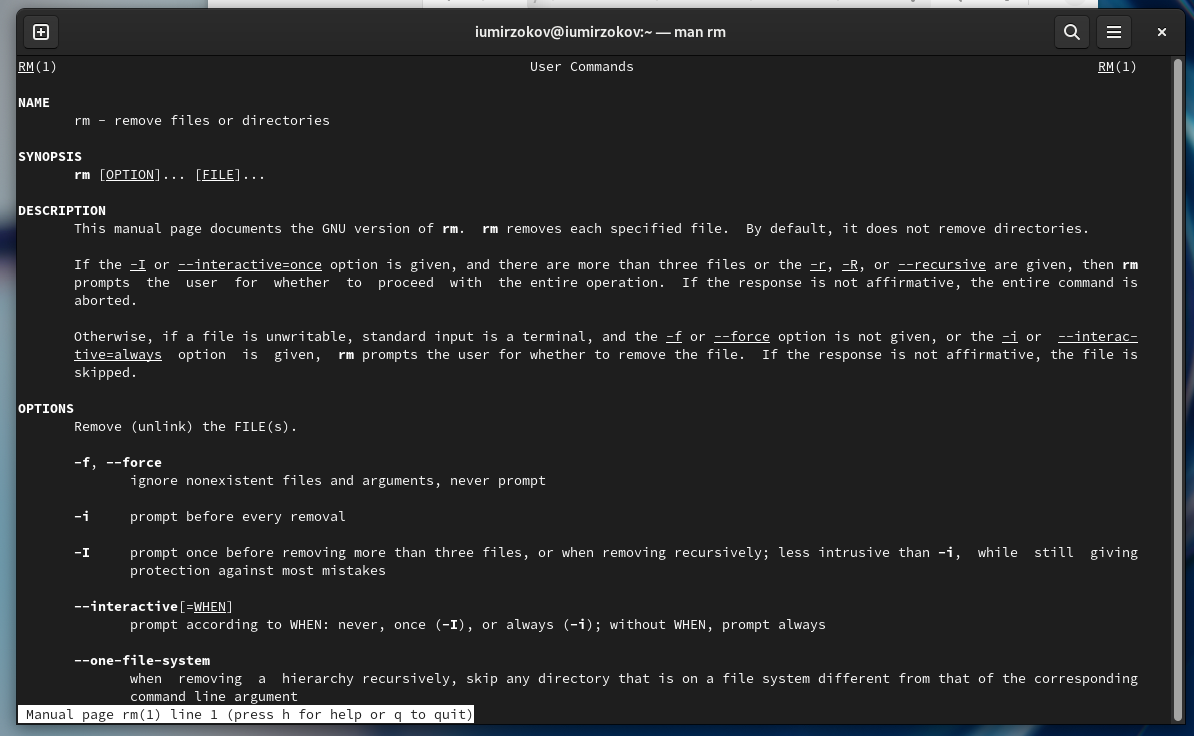 iumirzokov@iumirzokov:~ — man rm
RM(1) User Commands RM(1)
NAME
rm - remove files or directories
SYNOPSIS
rm [OPTION]... [FILE]...
DESCRIPTION
This manual page documents the GNU version of rm.  rm removes each specified file.  By default, it does not remove directories.
If the -I or --interactive=once option is given, and there are more than three files or the -r, -R, or --recursive are given, then rm
prompts the user for whether to proceed with the entire operation.  If the response is not affirmative, the entire command is
aborted.
Otherwise, if a file is unwritable, standard input is a terminal, and the -f or --force option is not given, or the -i or --interac-
tive=always option is given, rm prompts the user for whether to remove the file.  If the response is not affirmative, the file is
skipped.
OPTIONS
Remove (unlink) the FILE(s).
-f, --force
ignore nonexistent files and arguments, never prompt
-i prompt before every removal
-I prompt once before removing more than three files, or when removing recursively; less intrusive than -i, while still giving
protection against most mistakes
--interactive[=WHEN]
prompt according to WHEN: never, once (-I), or always (-i); without WHEN, prompt always
--one-file-system
when removing a hierarchy recursively, skip any directory that is on a file system different from that of the corresponding
command line argument
Manual page rm(1) line 1 (press h for help or q to quit)